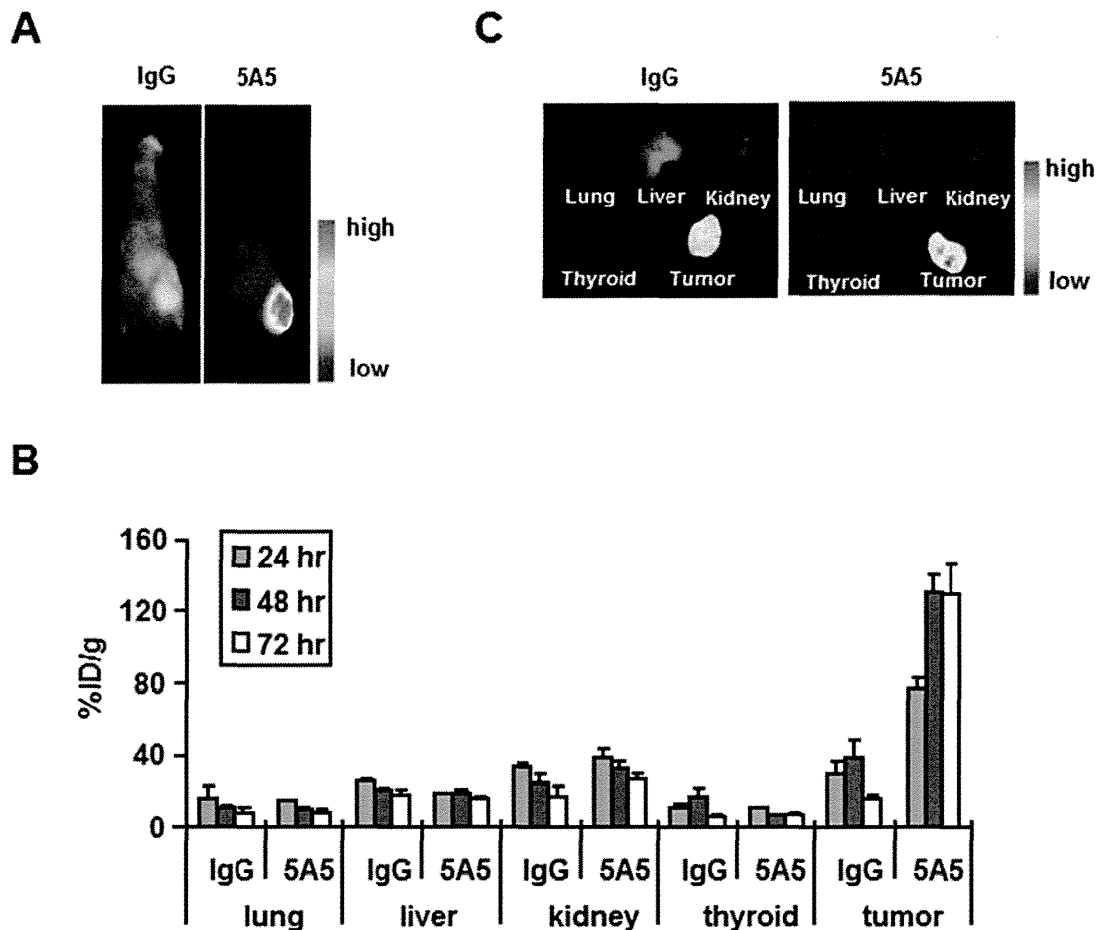 A
IgG 5A5
high
low
C
IgG 5A5
Lung Liver Kidney
Thyroid Tumor
Lung Liver Kidney
Thyroid Tumor
high
low
B
%ID/g
160
120
80
40
0
24 hr
48 hr
72 hr
IgG 5A5 IgG 5A5 IgG 5A5 IgG 5A5 IgG 5A5
lung liver kidney thyroid tumor